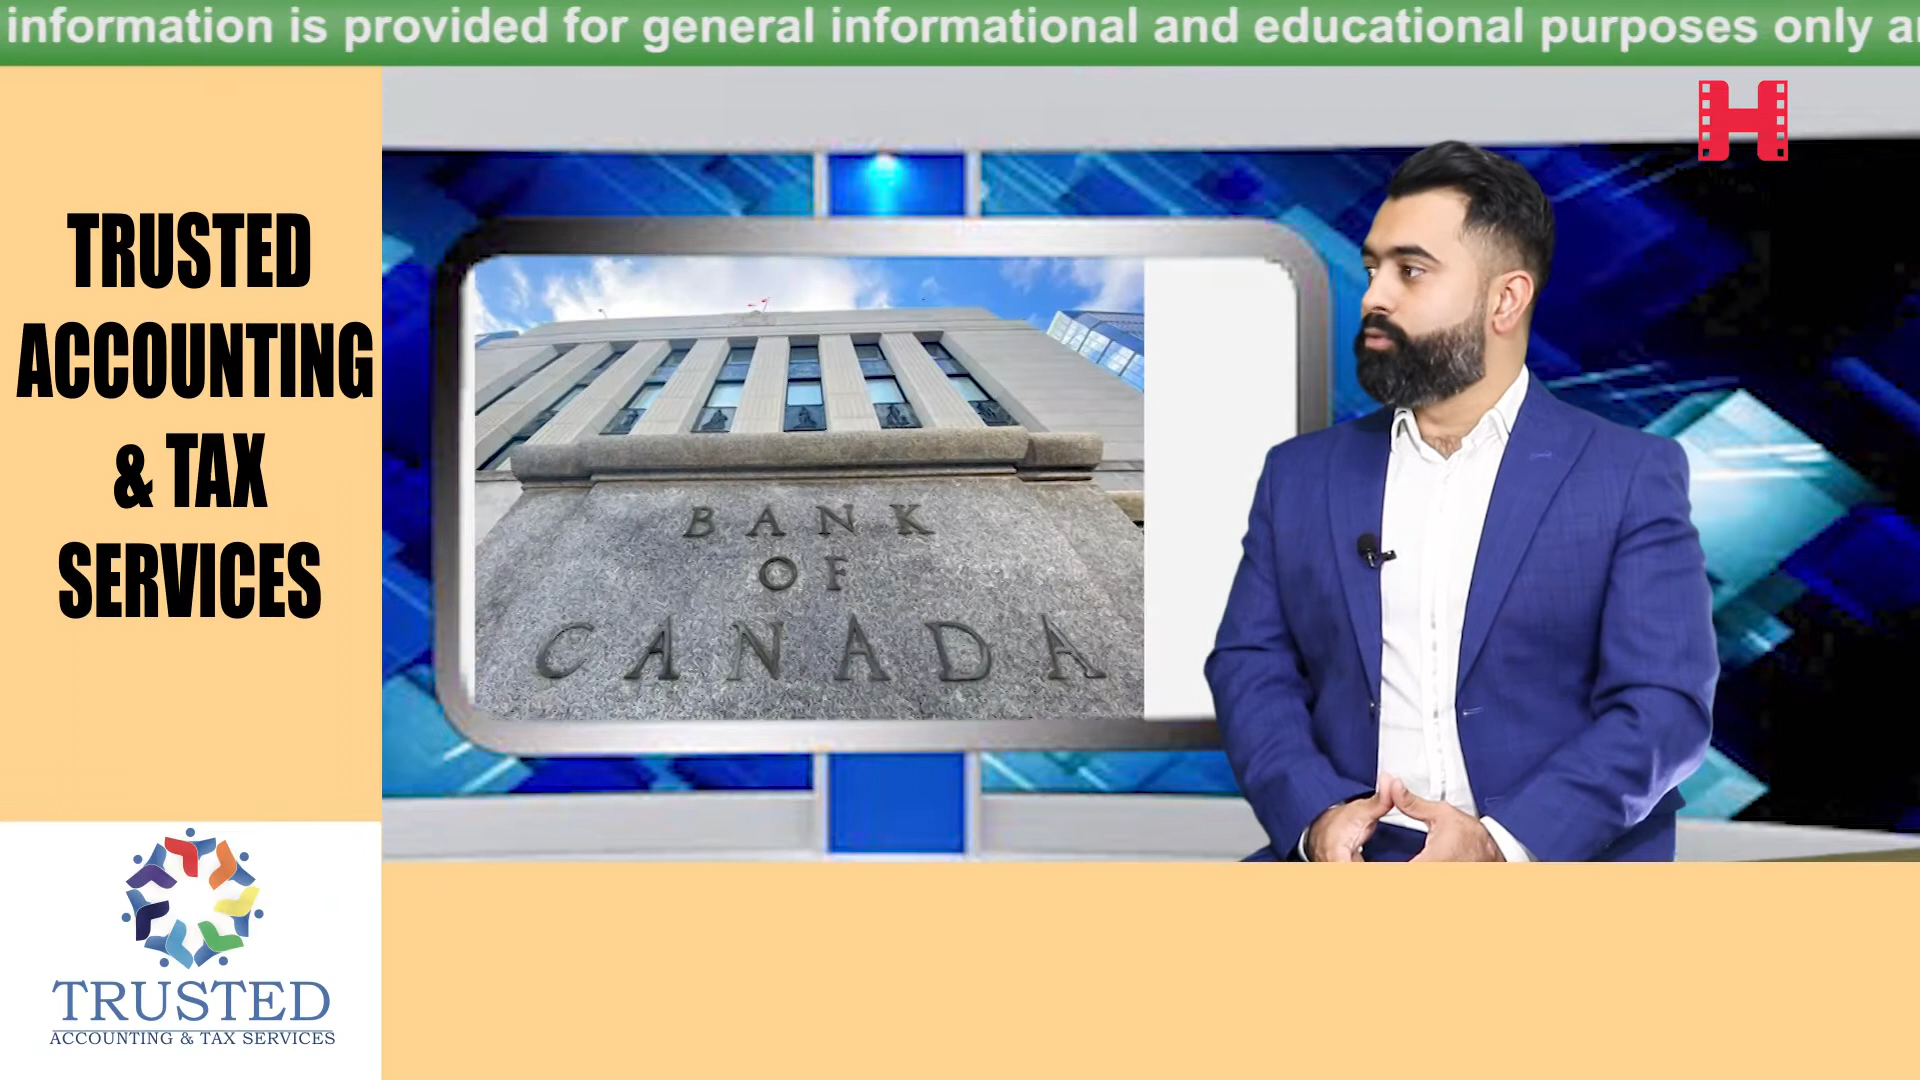 information is provided for general informational and educational purposes only
TRUSTED
ACCOUNTING
& TAX
SERVICES
BANK
OF
CANADA
H
TRUSTED
ACCOUNTING & TAX SERVICES